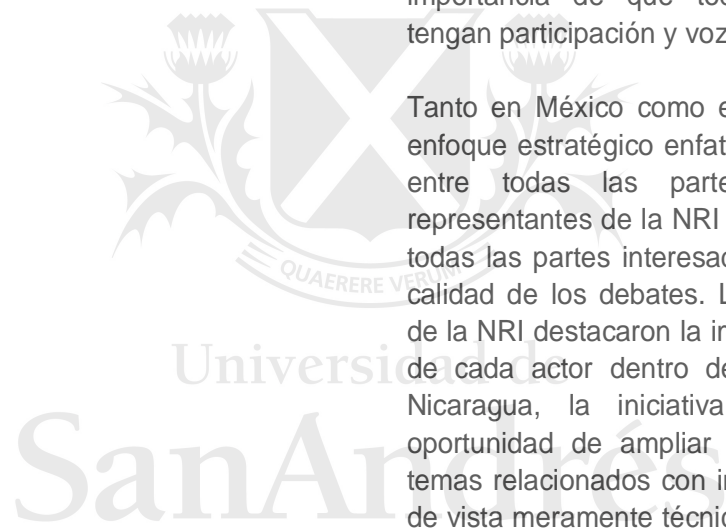 importancia de que tod
tengan participación y voz
Tanto en México como e
enfoque estratégico enfat
entre todas las parte
representantes de la NRI
todas las partes interesad
calidad de los debates. L
de la NRI destacaron la in
de cada actor dentro de
Nicaragua, la iniciativa
oportunidad de ampliar
temas relacionados con in
de vista meramente técnic
QUAERERE VERUM
Universidad de
SanAndrés